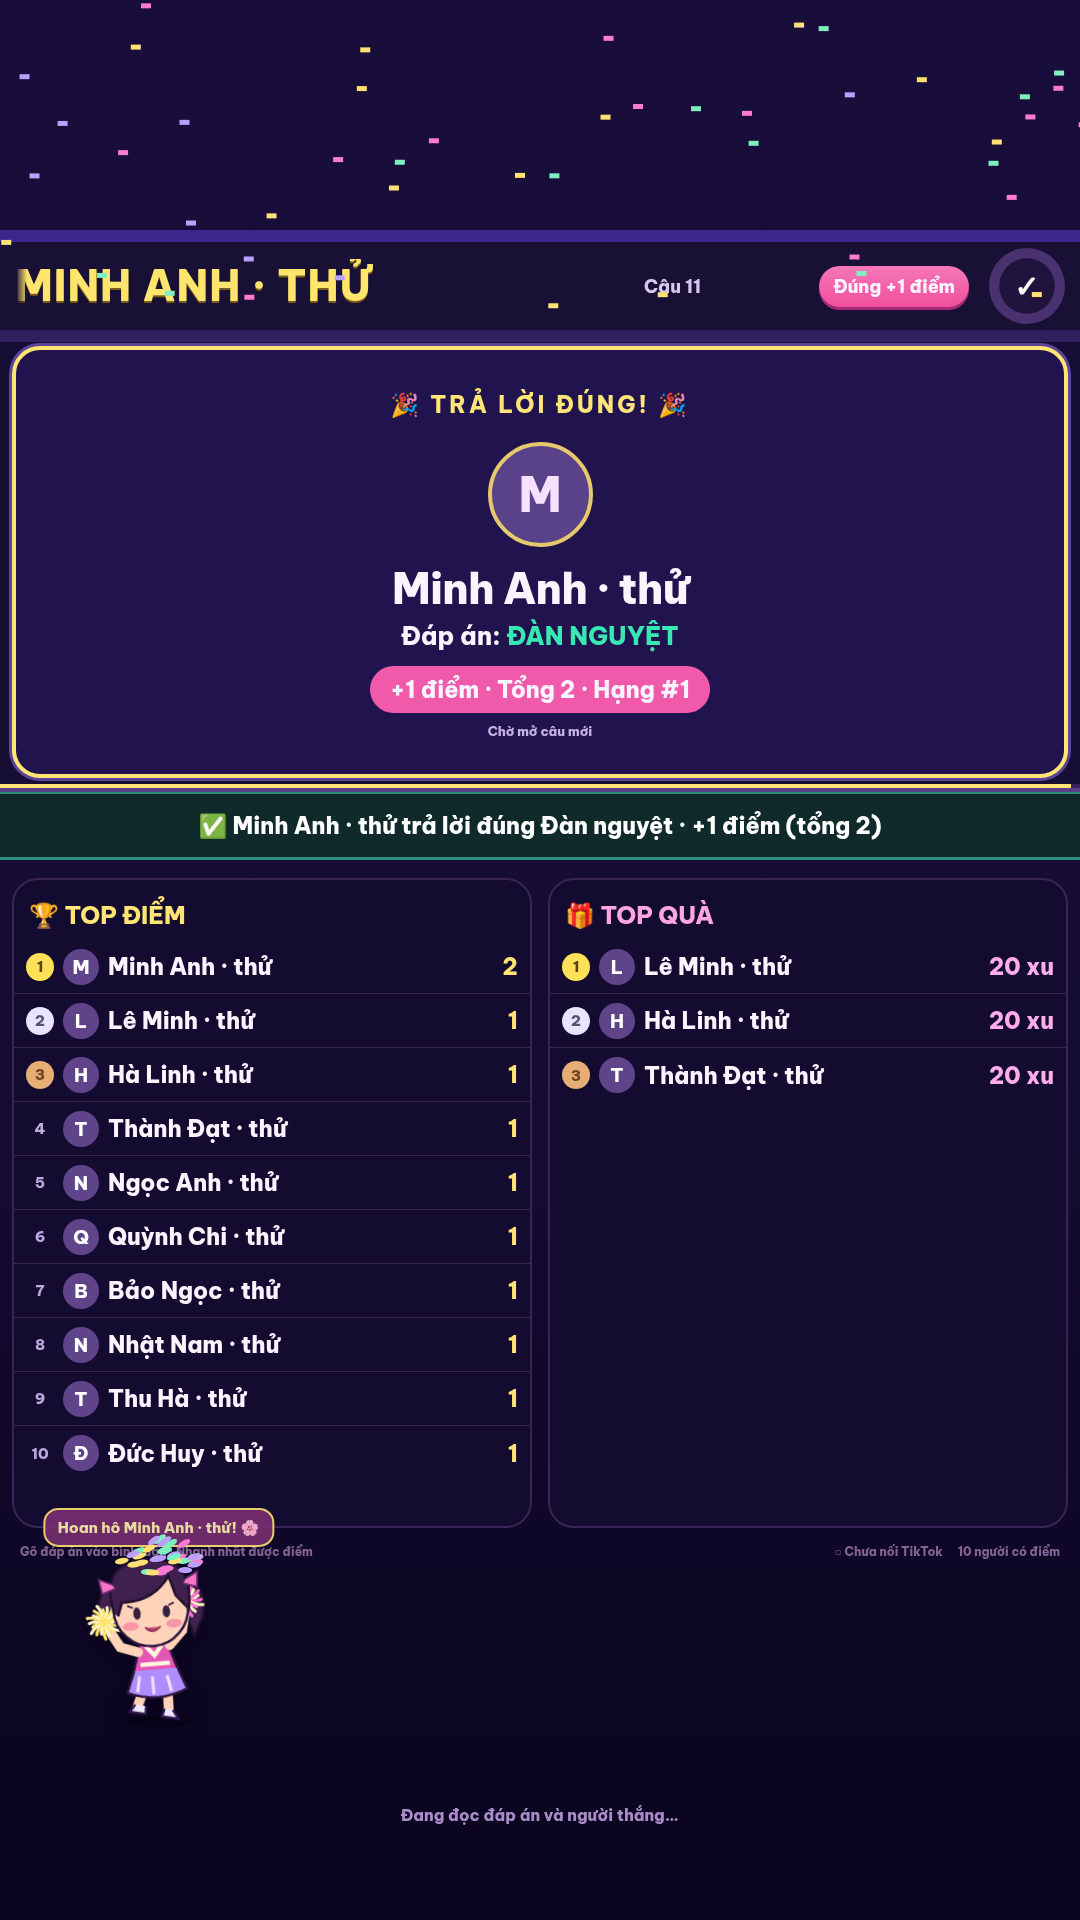 MINH ANH · THỬ
Câu 11
Đúng +1 điểm
✓
🎉 TRẢ LỜI ĐÚNG! 🎉
M
Minh Anh · thử
Đáp án: ĐÀN NGUYỆT
+1 điểm · Tổng 2 · Hạng #1
Chờ mở câu mới
✅ Minh Anh · thử trả lời đúng Đàn nguyệt · +1 điểm (tổng 2)
🏆 TOP ĐIỂM
1 M Minh Anh · thử 2
2 L Lê Minh · thử 1
3 H Hà Linh · thử 1
4 T Thành Đạt · thử 1
5 N Ngọc Anh · thử 1
6 Q Quỳnh Chi · thử 1
7 B Bảo Ngọc · thử 1
8 N Nhật Nam · thử 1
9 T Thu Hà · thử 1
10 Đ Đức Huy · thử 1
🎁 TOP QUÀ
1 L Lê Minh · thử 20 xu
2 H Hà Linh · thử 20 xu
3 T Thành Đạt · thử 20 xu
Hoan hô Minh Anh · thử! 🌸
Gõ đáp án vào nhanh nhất được điểm
○ Chưa nối TikTok
10 người có điểm
Đang đọc đáp án và người thắng...